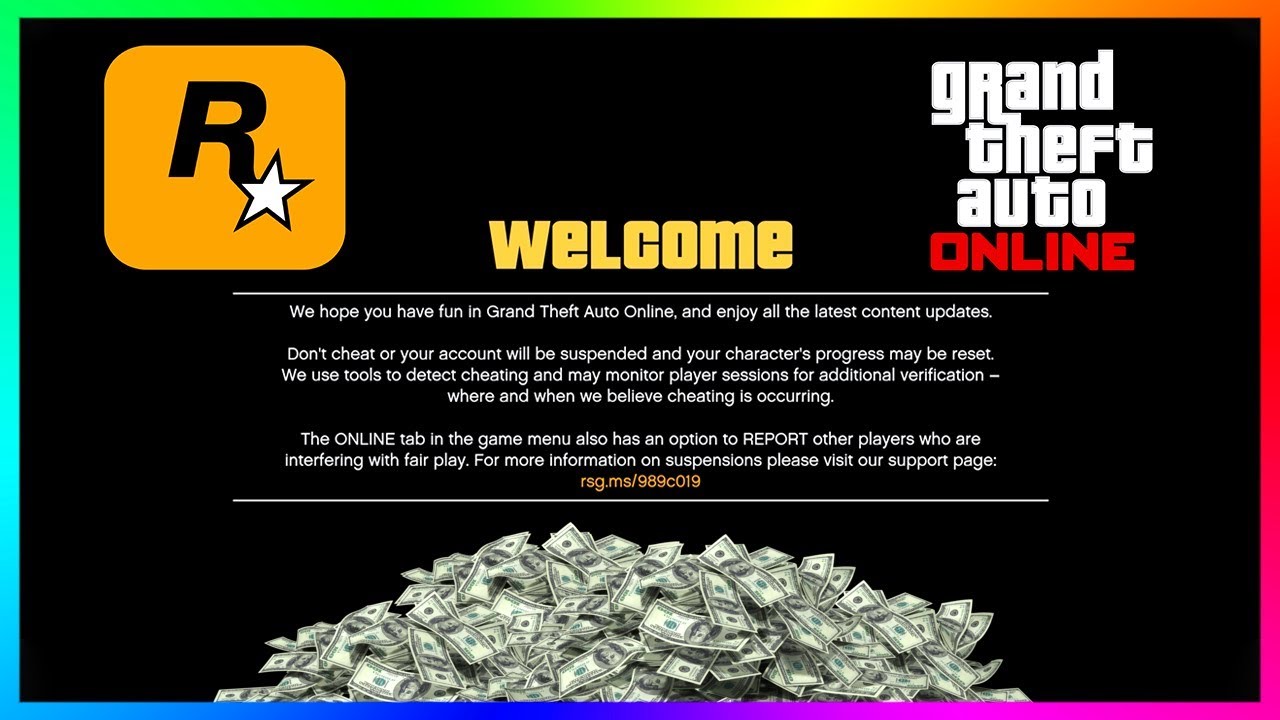 R
grand
theft
auto
ONLINE
WELCOME
We hope you have fun in Grand Theft Auto Online, and enjoy all the latest content updates.
Don't cheat or your account will be suspended and your character's progress may be reset.
We use tools to detect cheating and may monitor player sessions for additional verification –
where and when we believe cheating is occurring.
The ONLINE tab in the game menu also has an option to REPORT other players who are
interfering with fair play. For more information on suspensions please visit our support page:
rsg.ms/989c019